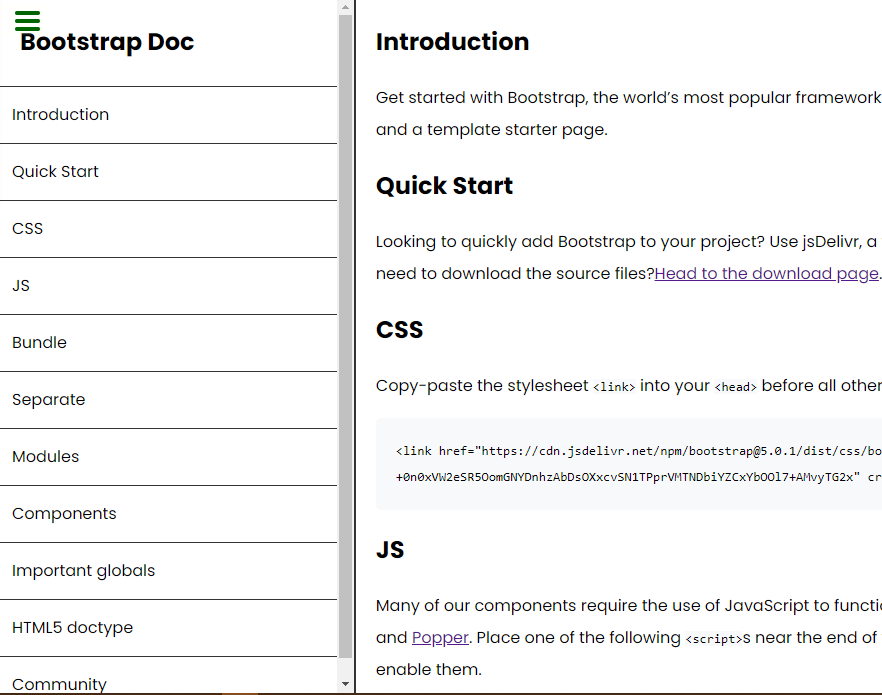 Bootstrap Doc
Introduction
Quick Start
CSS
JS
Bundle
Separate
Modules
Components
Important globals
HTML5 doctype
Community
Introduction
Get started with Bootstrap, the world’s most popular framework
and a template starter page.
Quick Start
Looking to quickly add Bootstrap to your project? Use jsDelivr, a
need to download the source files?Head to the download page.
CSS
Copy-paste the stylesheet <link> into your <head> before all other
<link href="https://cdn.jsdelivr.net/npm/bootstrap@5.0.1/dist/css/bo
+0n0xVW2eSR5OomGNYDnhzAbDsOXxcvSN1TPprVMTNDbiYZCxYbOOl7+AMvyTG2x" cr
JS
Many of our components require the use of JavaScript to functi
and Popper. Place one of the following <script>s near the end of
enable them.